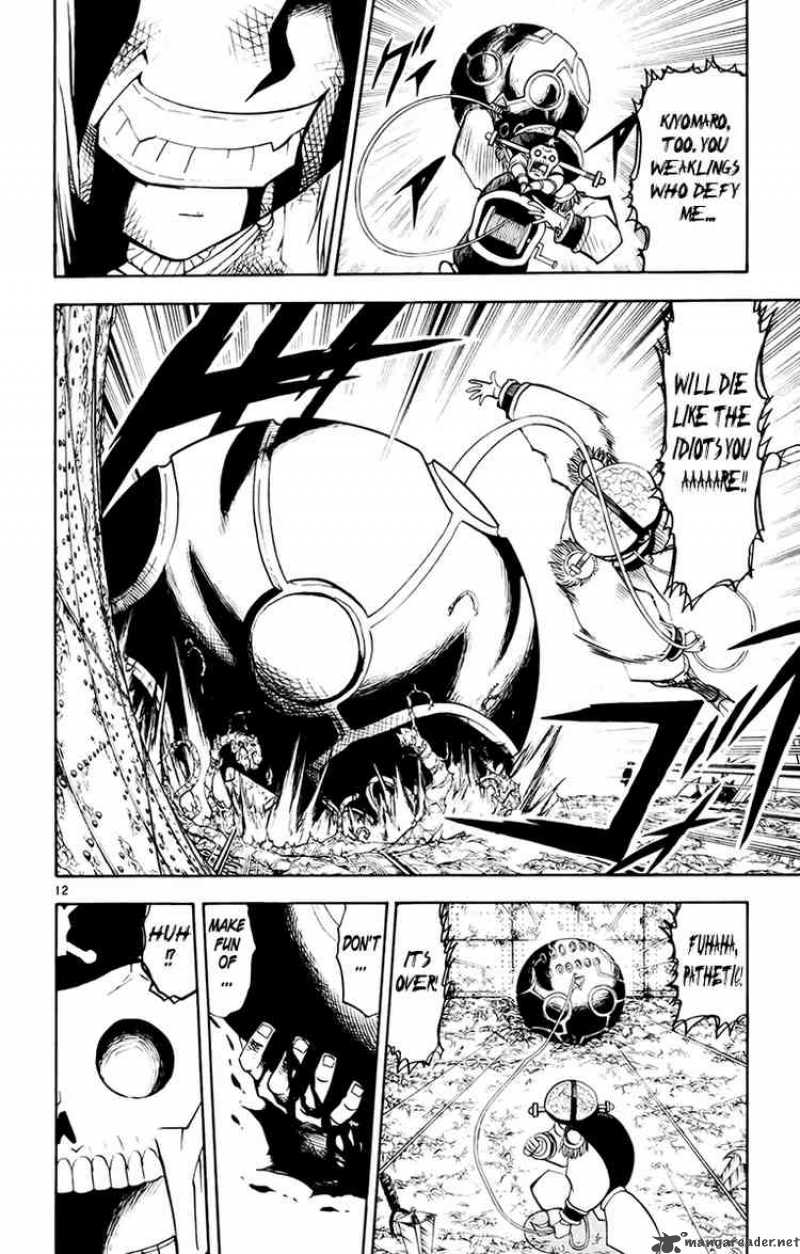 KIYOMARO,
TOO. YOU
WEAKLINGS
WHO DEFY
ME...
WILL DIE
LIKE THE
IDIOTS YOU
AAAAARE!!
12
FUHAHA,
PATHETIC!
IT'S
OVER!
DON'T
...
MAKE
FUN
OF
...
HUH
!?
mangareader.net